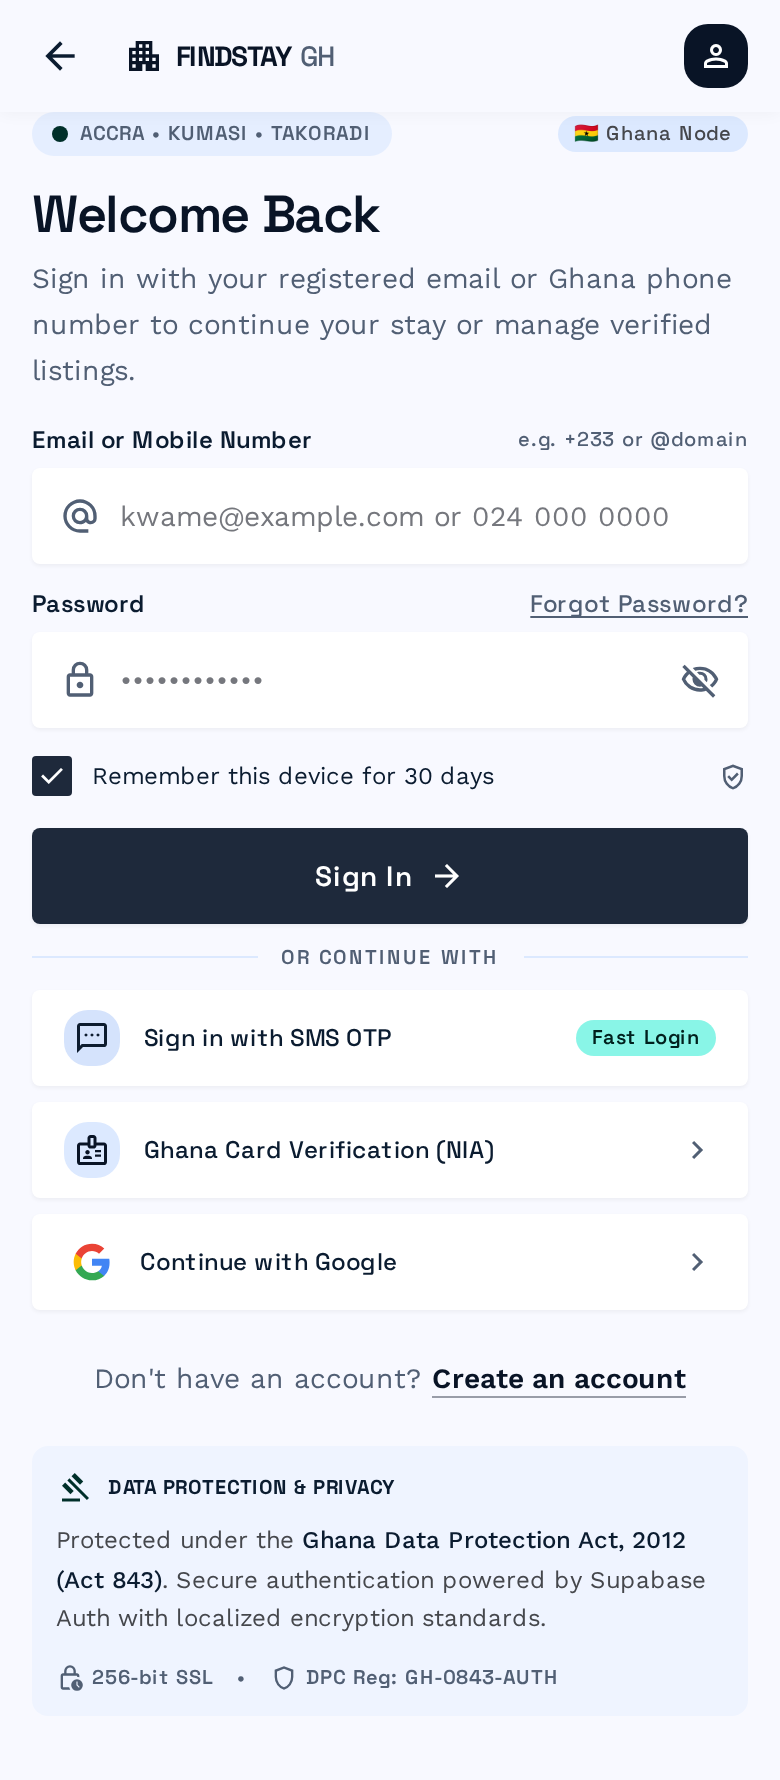 FINDSTAY GH
ACCRA • KUMASI • TAKORADI
Ghana Node
Welcome Back
Sign in with your registered email or Ghana phone
number to continue your stay or manage verified
listings.
Email or Mobile Number
e.g. +233 or @domain
kwame@example.com or 024 000 0000
Password
Forgot Password?
••••••••••••
Remember this device for 30 days
Sign In
OR CONTINUE WITH
Sign in with SMS OTP
Fast Login
Ghana Card Verification (NIA)
Continue with Google
Don't have an account? Create an account
DATA PROTECTION & PRIVACY
Protected under the Ghana Data Protection Act, 2012
(Act 843). Secure authentication powered by Supabase
Auth with localized encryption standards.
256-bit SSL • DPC Reg: GH-0843-AUTH